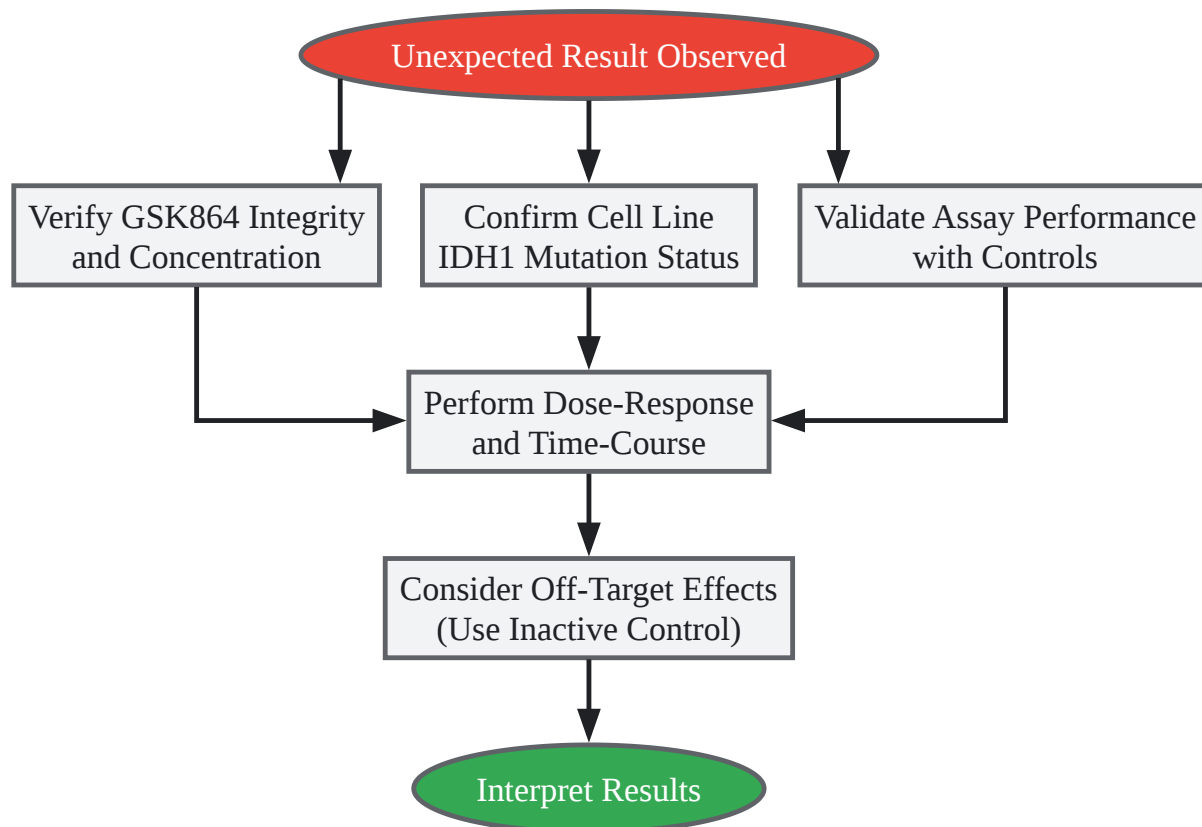 Unexpected Result Observed
Verify GSK864 Integrity
and Concentration
Confirm Cell Line
IDH1 Mutation Status
Validate Assay Performance
with Controls
Perform Dose-Response
and Time-Course
Consider Off-Target Effects
(Use Inactive Control)
Interpret Results